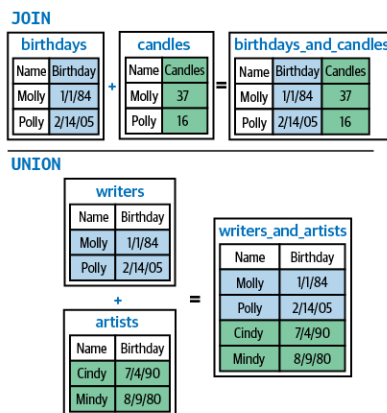 JOIN
birthdays + candles = birthdays_and_candles
Name Birthday Name Candles Name Birthday Candles
Molly 1/1/84 Molly 37 Molly 1/1/84 37
Polly 2/14/05 Polly 16 Polly 2/14/05 16
UNION
writers
Name Birthday
Molly 1/1/84
Polly 2/14/05
+
artists
Name Birthday
Cindy 7/4/90
Mindy 8/9/80
=
writers_and_artists
Name Birthday
Molly 1/1/84
Polly 2/14/05
Cindy 7/4/90
Mindy 8/9/80